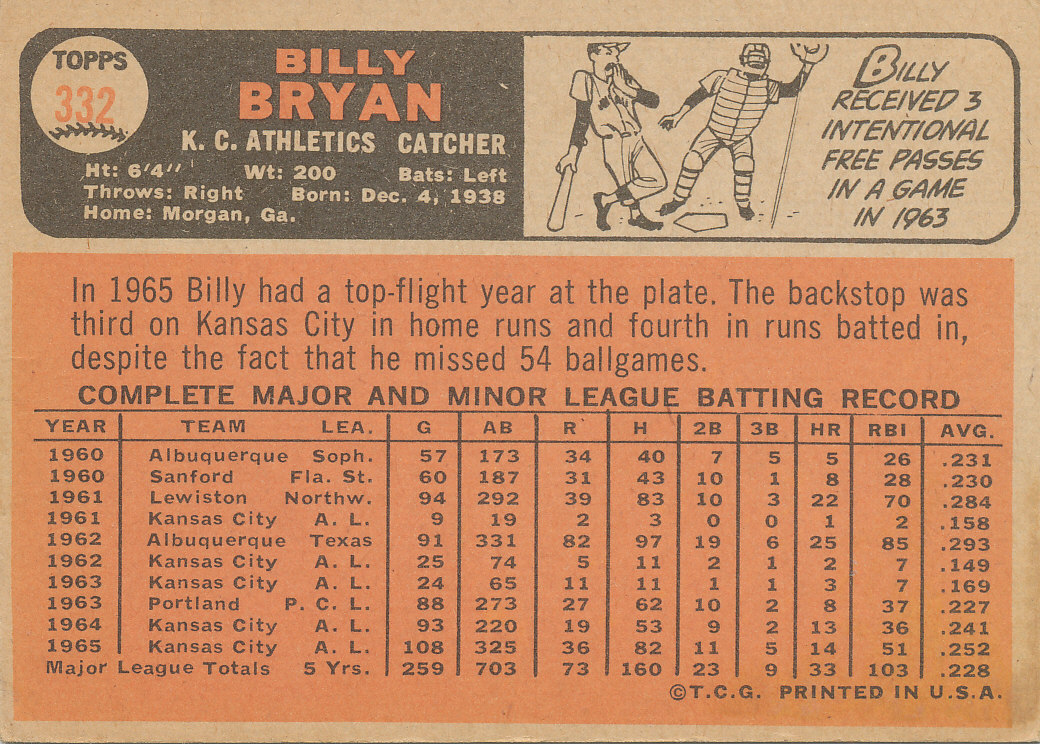 TOPPS
332
BILLY
BRYAN
K. C. ATHLETICS CATCHER
Ht: 6'4" Wt: 200 Bats: Left
Throws: Right Born: Dec. 4, 1938
Home: Morgan, Ga.
BILLY
RECEIVED 3
INTENTIONAL
FREE PASSES
IN A GAME
IN 1963
In 1965 Billy had a top-flight year at the plate. The backstop was
third on Kansas City in home runs and fourth in runs batted in,
despite the fact that he missed 54 ballgames.
COMPLETE MAJOR AND MINOR LEAGUE BATTING RECORD
YEAR TEAM LEA. G AB R H 2B 3B HR RBI AVG.
1960 Albuquerque Soph. 57 173 34 40 7 5 5 26 .231
1960 Sanford Fla. St. 60 187 31 43 10 1 8 28 .230
1961 Lewiston Northw. 94 292 39 83 10 3 22 70 .284
1961 Kansas City A. L. 9 19 2 3 0 0 1 2 .158
1962 Albuquerque Texas 91 331 82 97 19 6 25 85 .293
1962 Kansas City A. L. 25 74 5 11 2 1 2 7 .149
1963 Kansas City A. L. 24 65 11 11 1 1 3 7 .169
1963 Portland P. C. L. 88 273 27 62 10 2 8 37 .227
1964 Kansas City A. L. 93 220 19 53 9 2 13 36 .241
1965 Kansas City A. L. 108 325 36 82 11 5 14 51 .252
Major League Totals 5 Yrs. 259 703 73 160 23 9 33 103 .228
©T.C.G. PRINTED IN U.S.A.